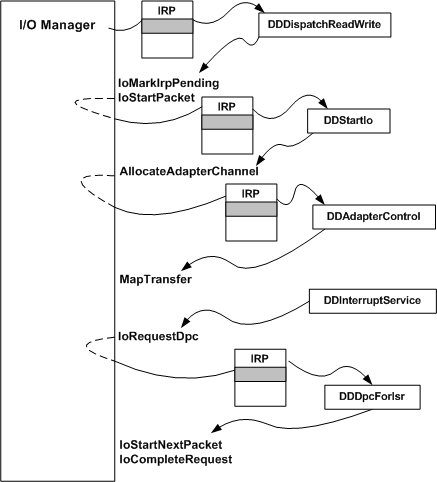 I/O Manager
IRP
DDDispatchReadWrite
IoMarkIrpPending
IoStartPacket
IRP
DDStartIo
AllocateAdapterChannel
IRP
DDAdapterControl
MapTransfer
DDInterruptService
IoRequestDpc
IRP
DDDpcForIsr
IoStartNextPacket
IoCompleteRequest